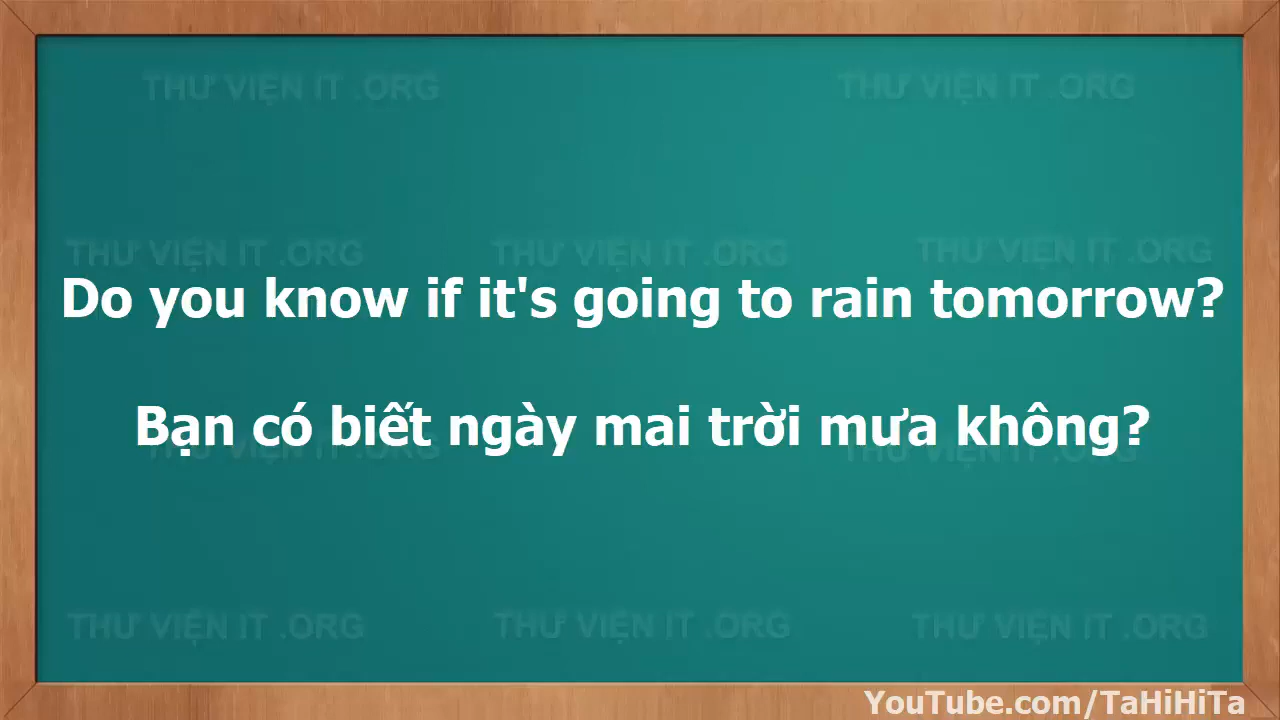 THƯ VIỆN IT .ORG THƯ VIỆN IT .ORG
THƯ VIỆN IT .ORG THƯ VIỆN IT .ORG THƯ VIỆN IT .ORG
Do you know if it's going to rain tomorrow?
Bạn có biết ngày mai trời mưa không?
THƯ VIỆN IT .ORG THƯ VIỆN IT .ORG
THƯ VIỆN IT .ORG THƯ VIỆN IT .ORG THƯ VIỆN IT .ORG
YouTube.com/TaHiHiTa